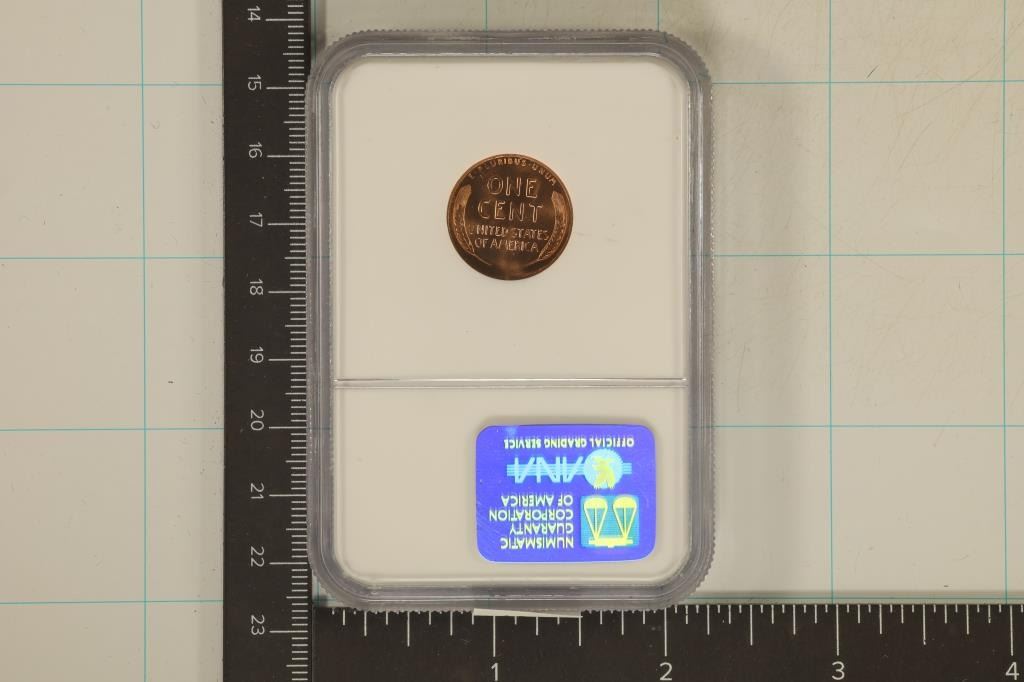 14
15
16
17
18
19
20
21
22
23
PLURIBUS·UNUM
ONE
CENT
UNITED STATES
OF AMERICA
NUMISMATIC
GUARANTY
CORPORATION
OF AMERICA
ANA
OFFICIAL GRADING SERVICE
1 2 3 4